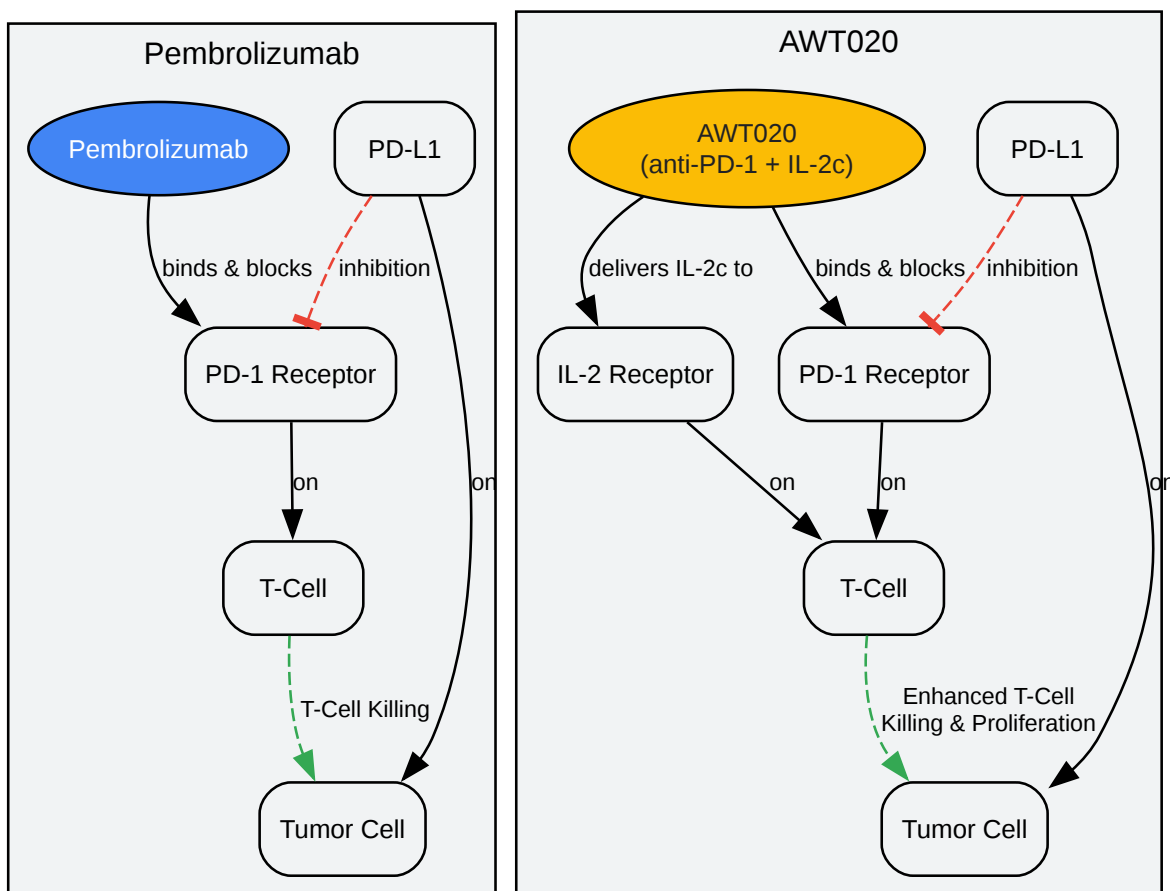 Pembrolizumab
Pembrolizumab
PD-L1
binds & blocks
inhibition
PD-1 Receptor
on
on
T-Cell
T-Cell Killing
Tumor Cell
AWT020
AWT020
(anti-PD-1 + IL-2c)
PD-L1
delivers IL-2c to
binds & blocks
inhibition
IL-2 Receptor
PD-1 Receptor
on
on
on
T-Cell
Enhanced T-Cell
Killing & Proliferation
Tumor Cell